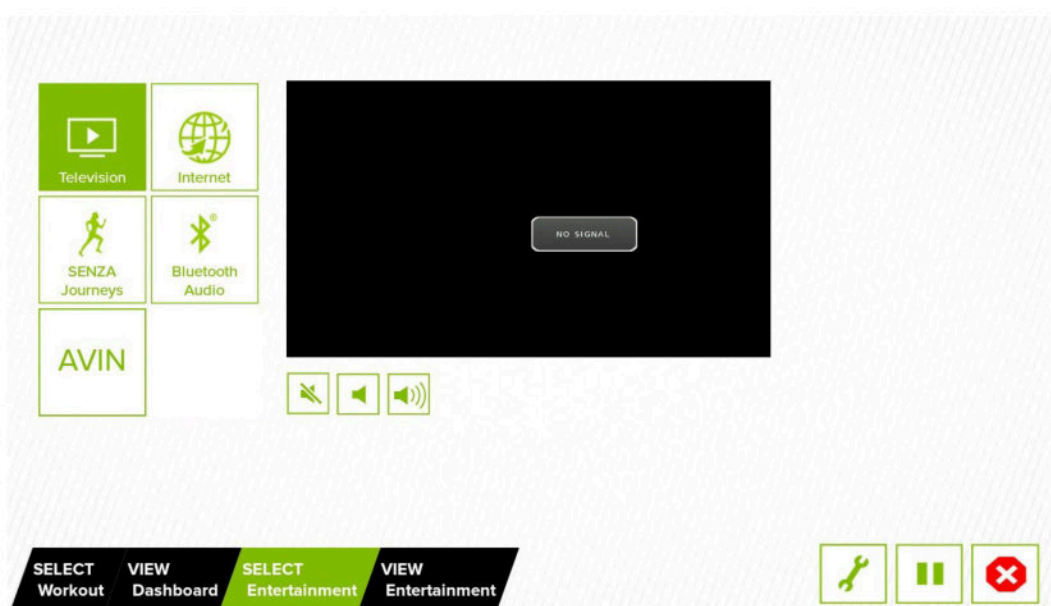 Television
Internet
NO SIGNAL
SENZA
Journeys
Bluetooth
Audio
®
AVIN
SELECT
Workout
VIEW
Dashboard
SELECT
Entertainment
VIEW
Entertainment